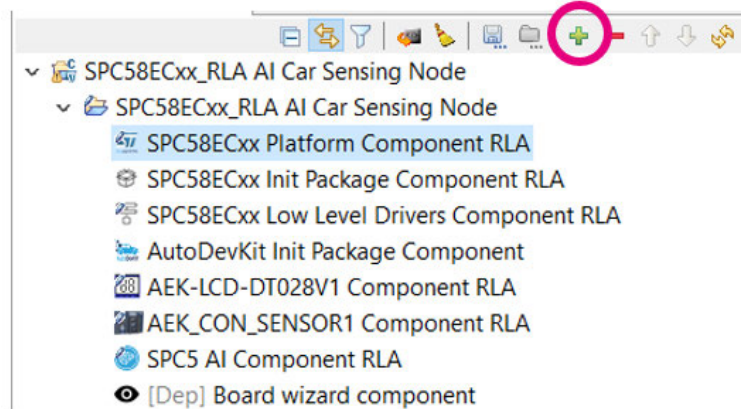 SPC58ECxx_RLA AI Car Sensing Node
SPC58ECxx_RLA AI Car Sensing Node
SPC58ECxx Platform Component RLA
SPC58ECxx Init Package Component RLA
SPC58ECxx Low Level Drivers Component RLA
AutoDevKit Init Package Component
AEK-LCD-DT028V1 Component RLA
AEK_CON_SENSOR1 Component RLA
SPC5 AI Component RLA
[Dep] Board wizard component